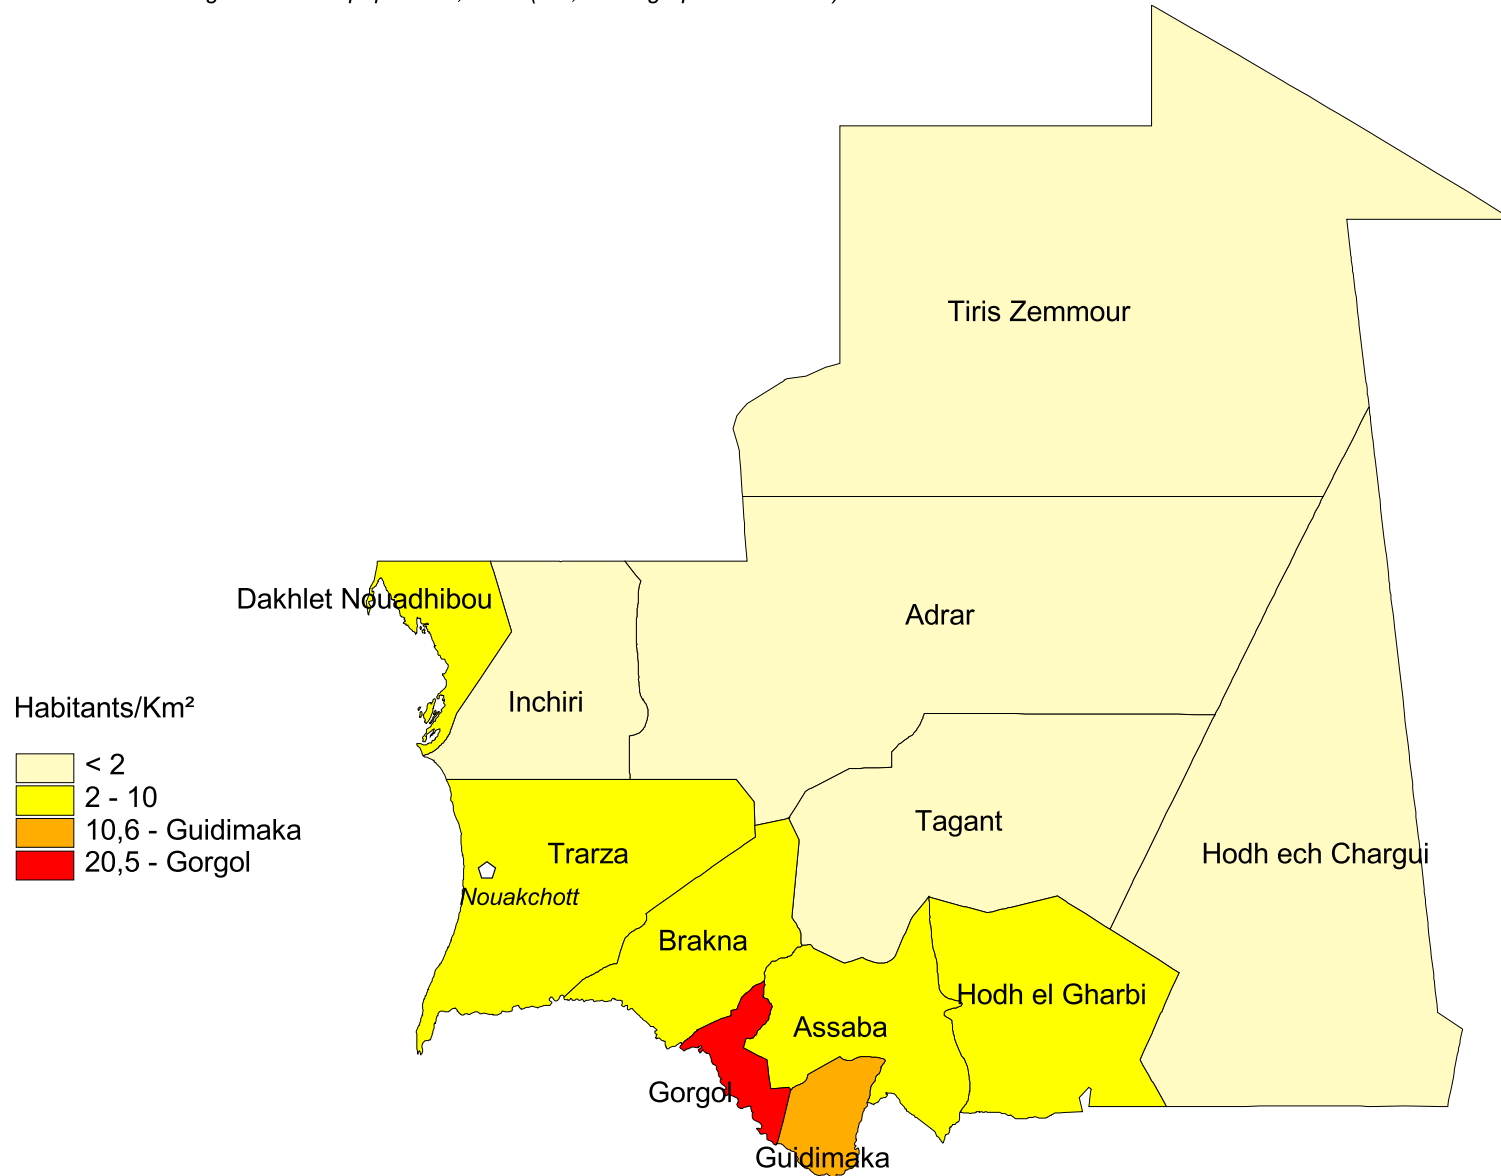 Tiris Zemmour
Dakhlet Nouadhibou
Adrar
Inchiri
Habitants/Km²
< 2
2 - 10
10,6 - Guidimaka
20,5 - Gorgol
Tagant
Trarza
Hodh ech Chargui
Nouakchott
Brakna
Hodh el Gharbi
Assaba
Gorgol
Guidimaka